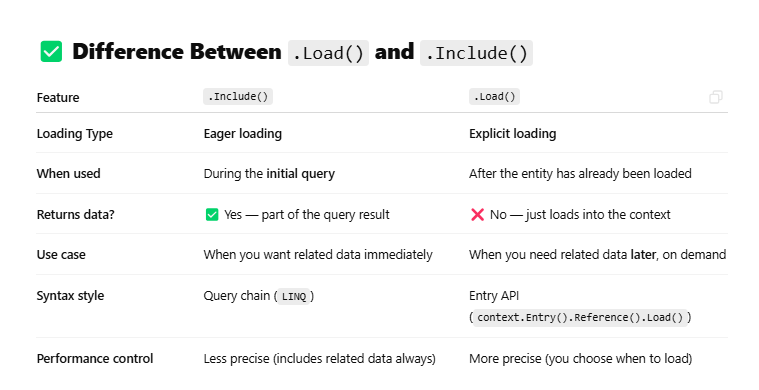 ✅ Difference Between .Load() and .Include()
Feature .Include() .Load()
Loading Type Eager loading Explicit loading
When used During the initial query After the entity has already been loaded
Returns data? ✅ Yes — part of the query result ❌ No — just loads into the context
Use case When you want related data immediately When you need related data later, on demand
Syntax style Query chain (LINQ) Entry API
(context.Entry().Reference().Load())
Performance control Less precise (includes related data always) More precise (you choose when to load)